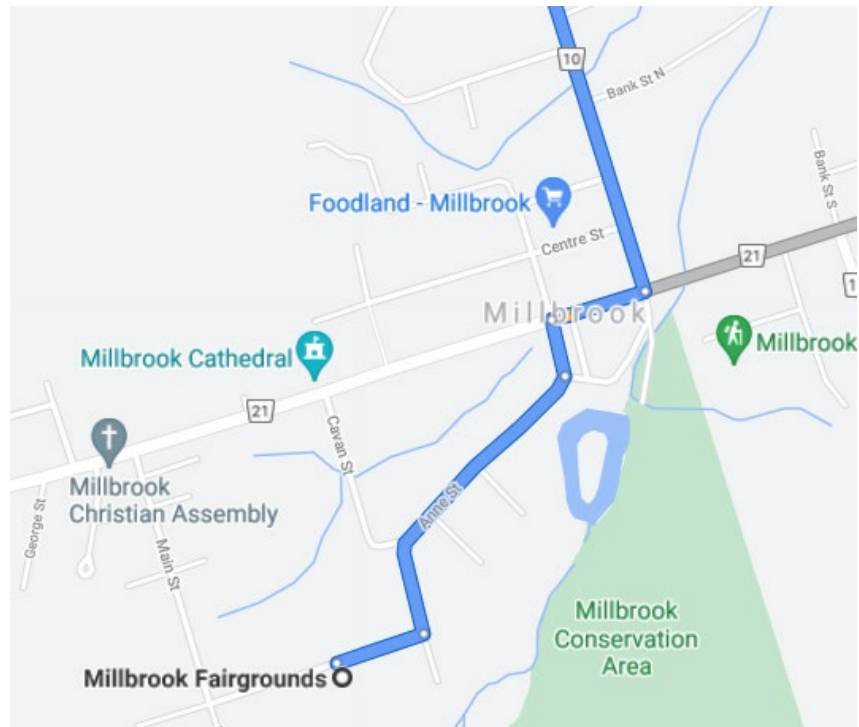 10
Bank St N
Bank St S
Foodland - Millbrook
Centre St
21
Millbrook
Millbrook
Millbrook Cathedral
21
Cavan St
Millbrook
Christian Assembly
Anne St
George St
Main St
Millbrook
Conservation
Area
Millbrook Fairgrounds